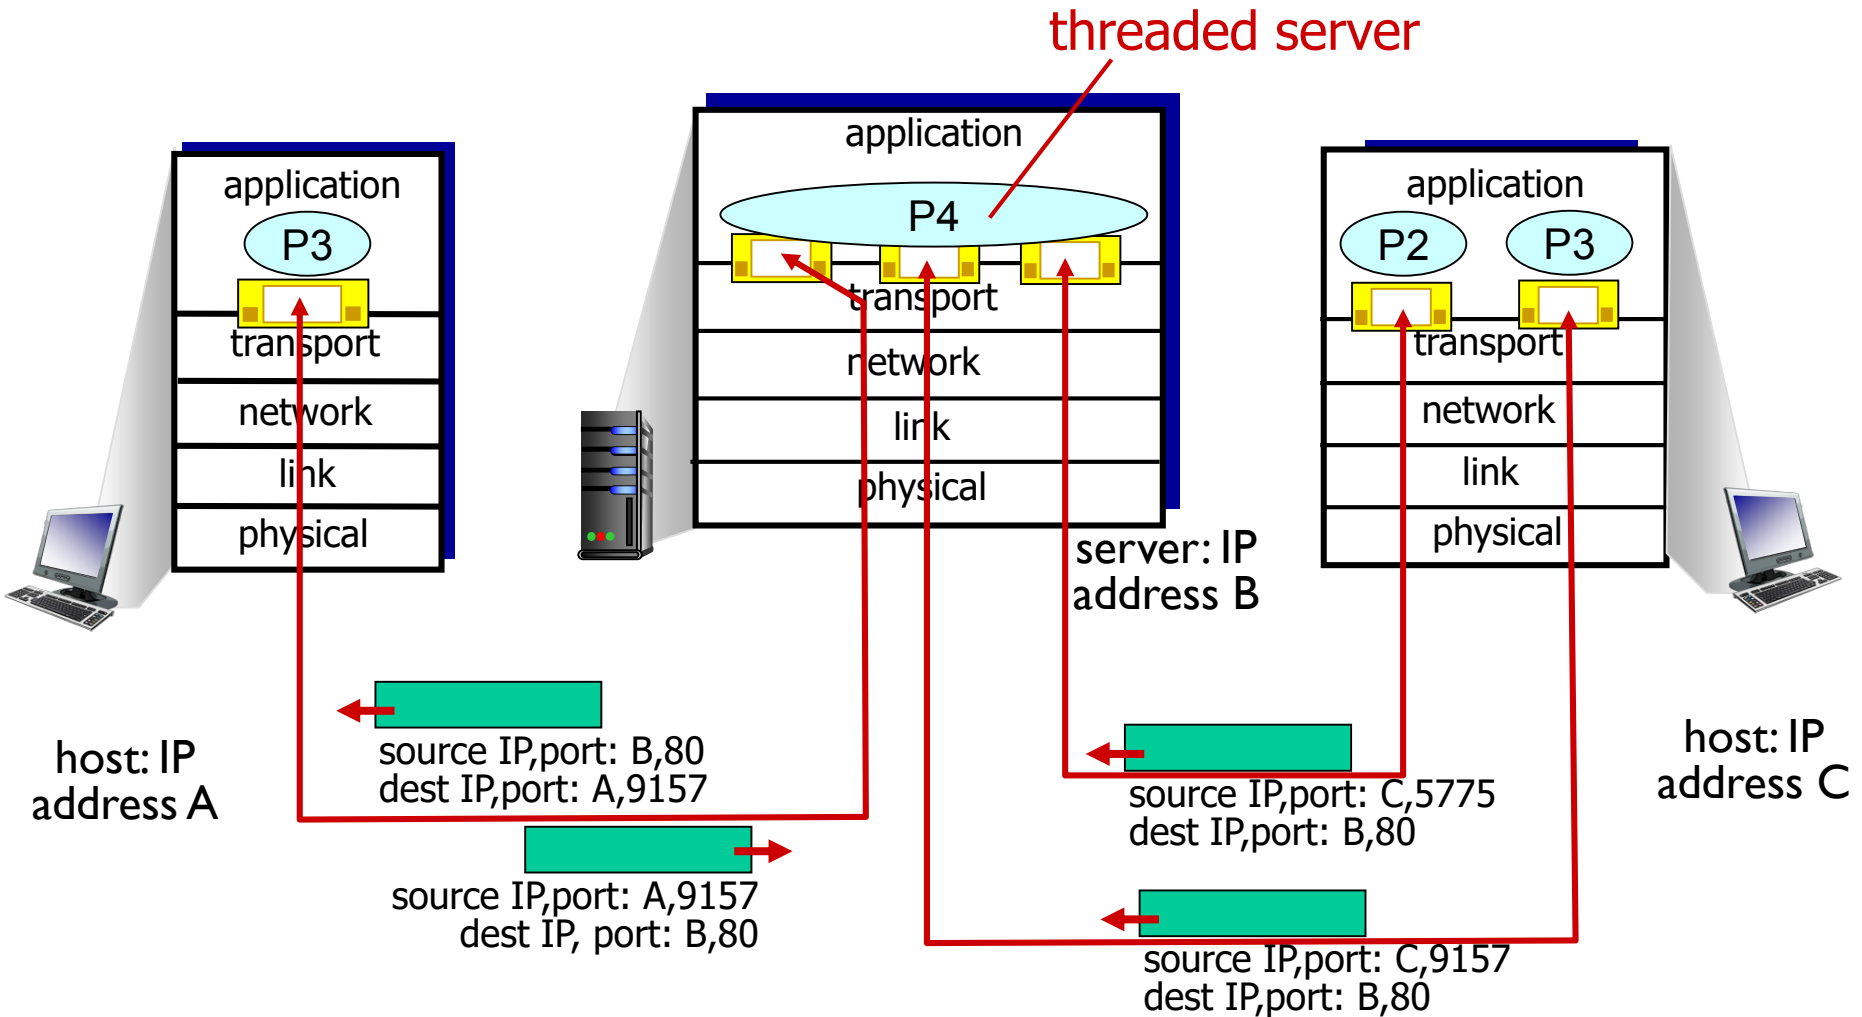 threaded server
application
P3
transport
network
link
physical
application
P4
transport
network
link
physical
application
P2
P3
transport
network
link
physical
server: IP
address B
host: IP
address A
source IP,port: B,80
dest IP,port: A,9157
source IP,port: A,9157
dest IP, port: B,80
source IP,port: C,5775
dest IP,port: B,80
source IP,port: C,9157
dest IP,port: B,80
host: IP
address C